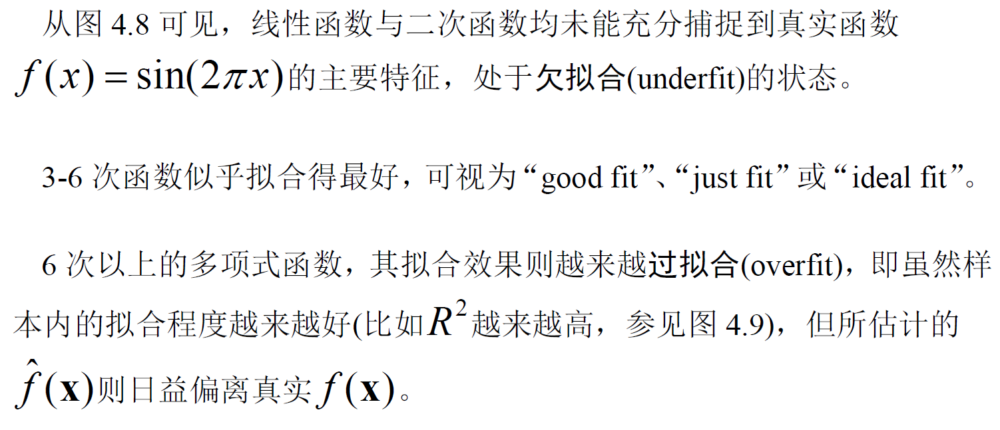 从图 4.8 可见，线性函数与二次函数均未能充分捕捉到真实函数
f(x) = sin(2πx)的主要特征，处于欠拟合(underfit)的状态。
3-6 次函数似乎拟合得最好，可视为“good fit”、“just fit”或“ideal fit”。
6 次以上的多项式函数，其拟合效果则越来越过拟合(overfit)，即虽然样
本内的拟合程度越来越好(比如R²越来越高，参见图 4.9)，但所估计的
f̂(x)则日益偏离真实f(x)。